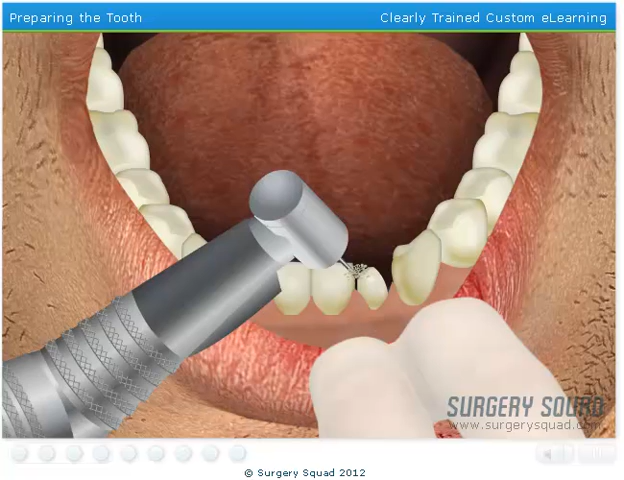 Preparing the Tooth
Clearly Trained Custom eLearning
SURGERY SQUAD
www.surgerysquad.com
© Surgery Squad 2012